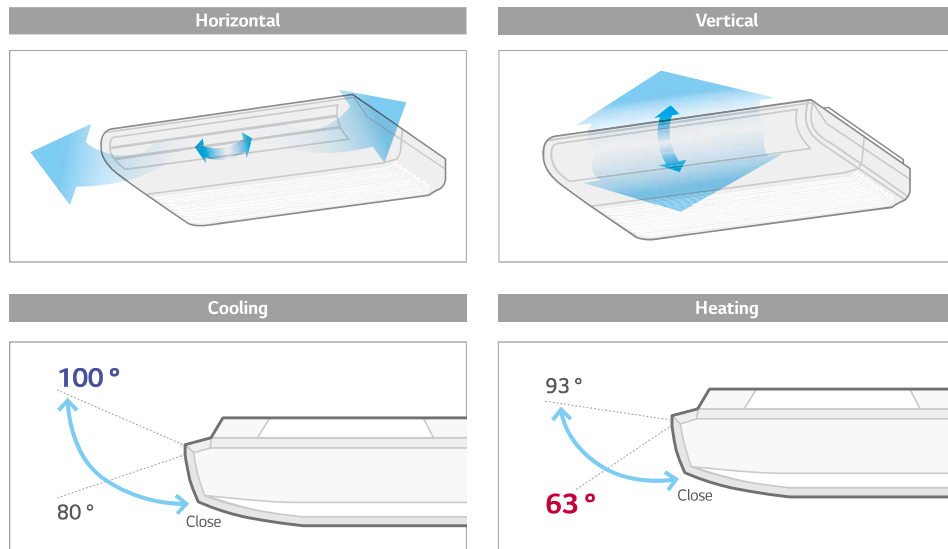 Horizontal
Vertical
Cooling
Heating
100 °
80 °
Close
93 °
63 °
Close